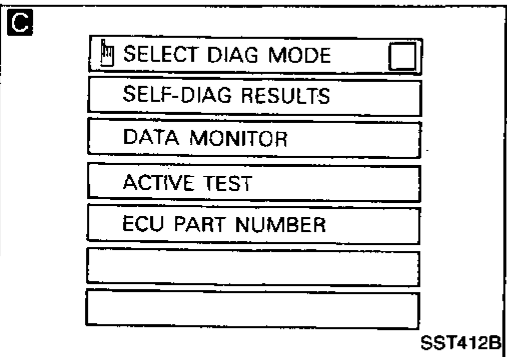 C
SELECT DIAG MODE
SELF-DIAG RESULTS
DATA MONITOR
ACTIVE TEST
ECU PART NUMBER
SST412B